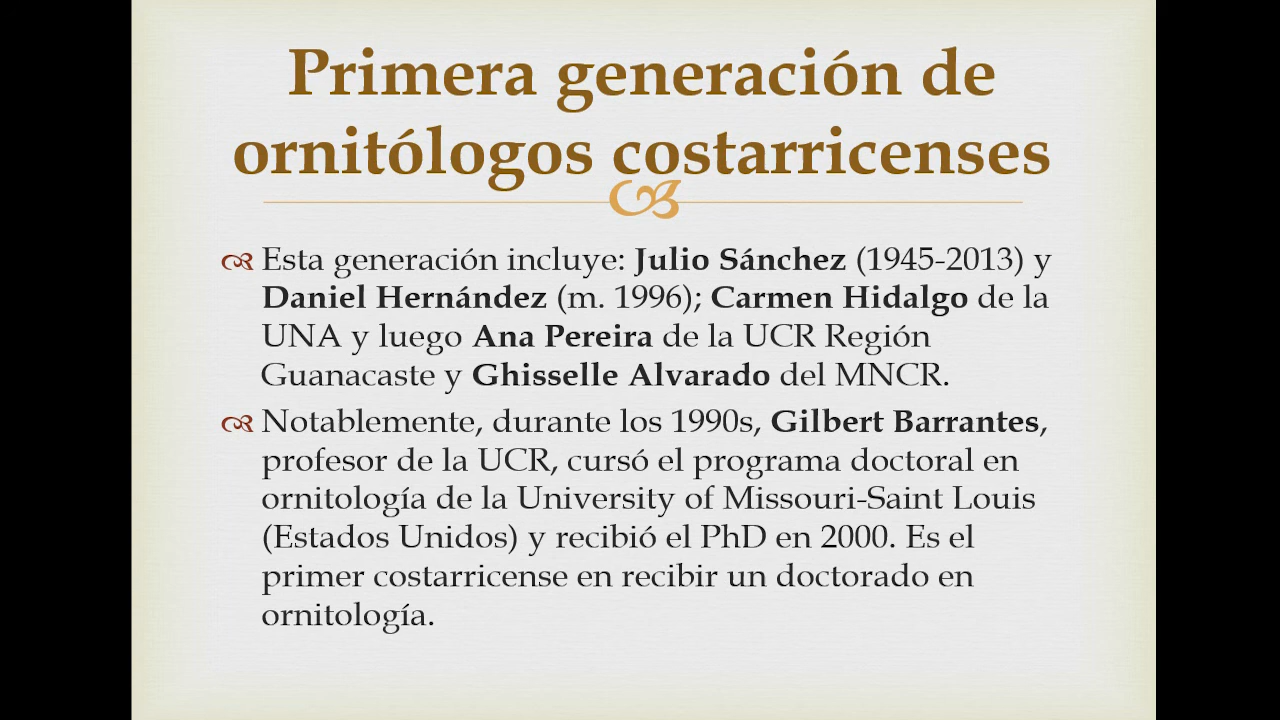 Primera generación de
ornitólogos costarricenses
Esta generación incluye: Julio Sánchez (1945-2013) y
Daniel Hernández (m. 1996); Carmen Hidalgo de la
UNA y luego Ana Pereira de la UCR Región
Guanacaste y Ghisselle Alvarado del MNCR.
Notablemente, durante los 1990s, Gilbert Barrantes,
profesor de la UCR, cursó el programa doctoral en
ornitología de la University of Missouri-Saint Louis
(Estados Unidos) y recibió el PhD en 2000. Es el
primer costarricense en recibir un doctorado en
ornitología.